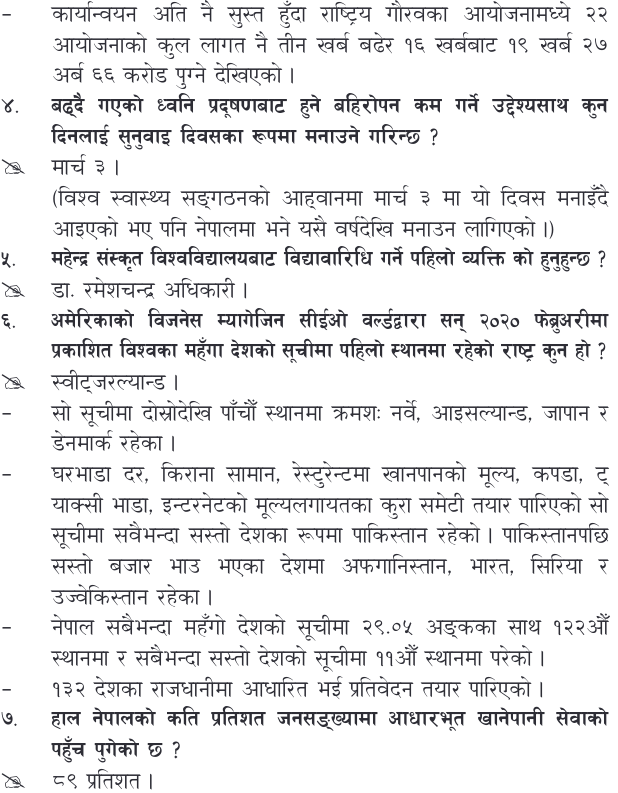 – कार्यान्वयन अति नै सुस्त हुँदा राष्ट्रिय गौरवका आयोजनामध्ये २२
आयोजनाको कुल लागत नै तीन खर्ब बढेर १६ खर्बबाट १९ खर्ब २७
अर्ब ६६ करोड पुग्ने देखिएको ।
४. बढ्दै गएको ध्वनि प्रदूषणबाट हुने बहिरोपन कम गर्ने उद्देश्यसाथ कुन
दिनलाई सुनुवाइ दिवसका रूपमा मनाउने गरिन्छ ?
मार्च ३ ।
(विश्व स्वास्थ्य सङ्गठनको आह्वानमा मार्च ३ मा यो दिवस मनाइँदै
आइएको भए पनि नेपालमा भने यसै वर्षदेखि मनाउन लागिएको ।)
५. महेन्द्र संस्कृत विश्वविद्यालयबाट विद्यावारिधि गर्ने पहिलो व्यक्ति को हुनुहुन्छ ?
डा. रमेशचन्द्र अधिकारी ।
६. अमेरिकाको विजनेस म्यागेजिन सीईओ वर्ल्डद्वारा सन् २०२० फेब्रुअरीमा
प्रकाशित विश्वका महँगा देशको सूचीमा पहिलो स्थानमा रहेको राष्ट्र कुन हो ?
स्वीट्जरल्यान्ड ।
– सो सूचीमा दोस्रोदेखि पाँचौँ स्थानमा क्रमशः नर्वे, आइसल्यान्ड, जापान र
डेनमार्क रहेका ।
– घरभाडा दर, किराना सामान, रेस्टुरेन्टमा खानपानको मूल्य, कपडा, ट्
याक्सी भाडा, इन्टरनेटको मूल्यलगायतका कुरा समेटी तयार पारिएको सो
सूचीमा सवैभन्दा सस्तो देशका रूपमा पाकिस्तान रहेको । पाकिस्तानपछि
सस्तो बजार भाउ भएका देशमा अफगानिस्तान, भारत, सिरिया र
उज्वेकिस्तान रहेका ।
– नेपाल सबैभन्दा महँगो देशको सूचीमा २९.०५ अङ्कका साथ १२२औँ
स्थानमा र सबैभन्दा सस्तो देशको सूचीमा ११औँ स्थानमा परेको ।
– १३२ देशका राजधानीमा आधारित भई प्रतिवेदन तयार पारिएको ।
७. हाल नेपालको कति प्रतिशत जनसङ्ख्यामा आधारभूत खानेपानी सेवाको
पहुँच पुगेको छ ?
८९ प्रतिशत ।